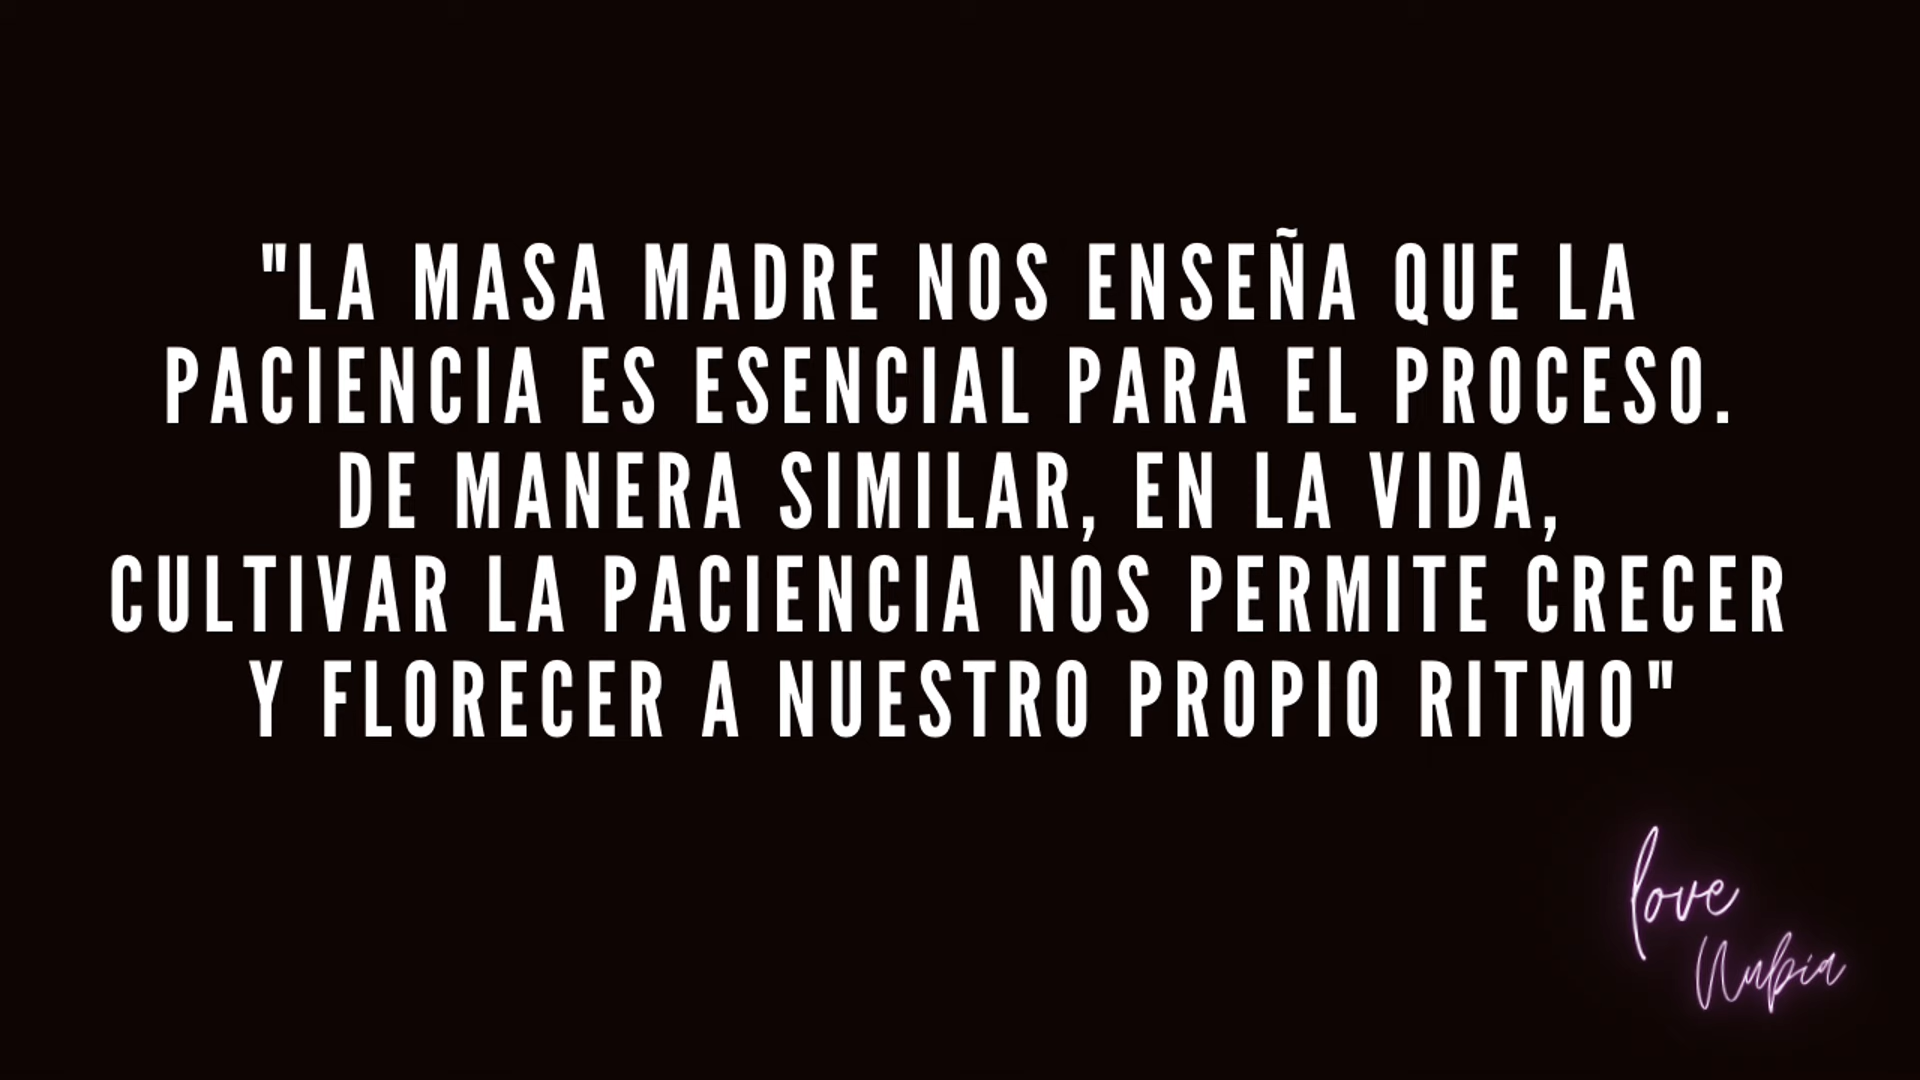 "LA MASA MADRE NOS ENSEÑA QUE LA
PACIENCIA ES ESENCIAL PARA EL PROCESO.
DE MANERA SIMILAR, EN LA VIDA,
CULTIVAR LA PACIENCIA NOS PERMITE CRECER
Y FLORECER A NUESTRO PROPIO RITMO"
love
Nubia